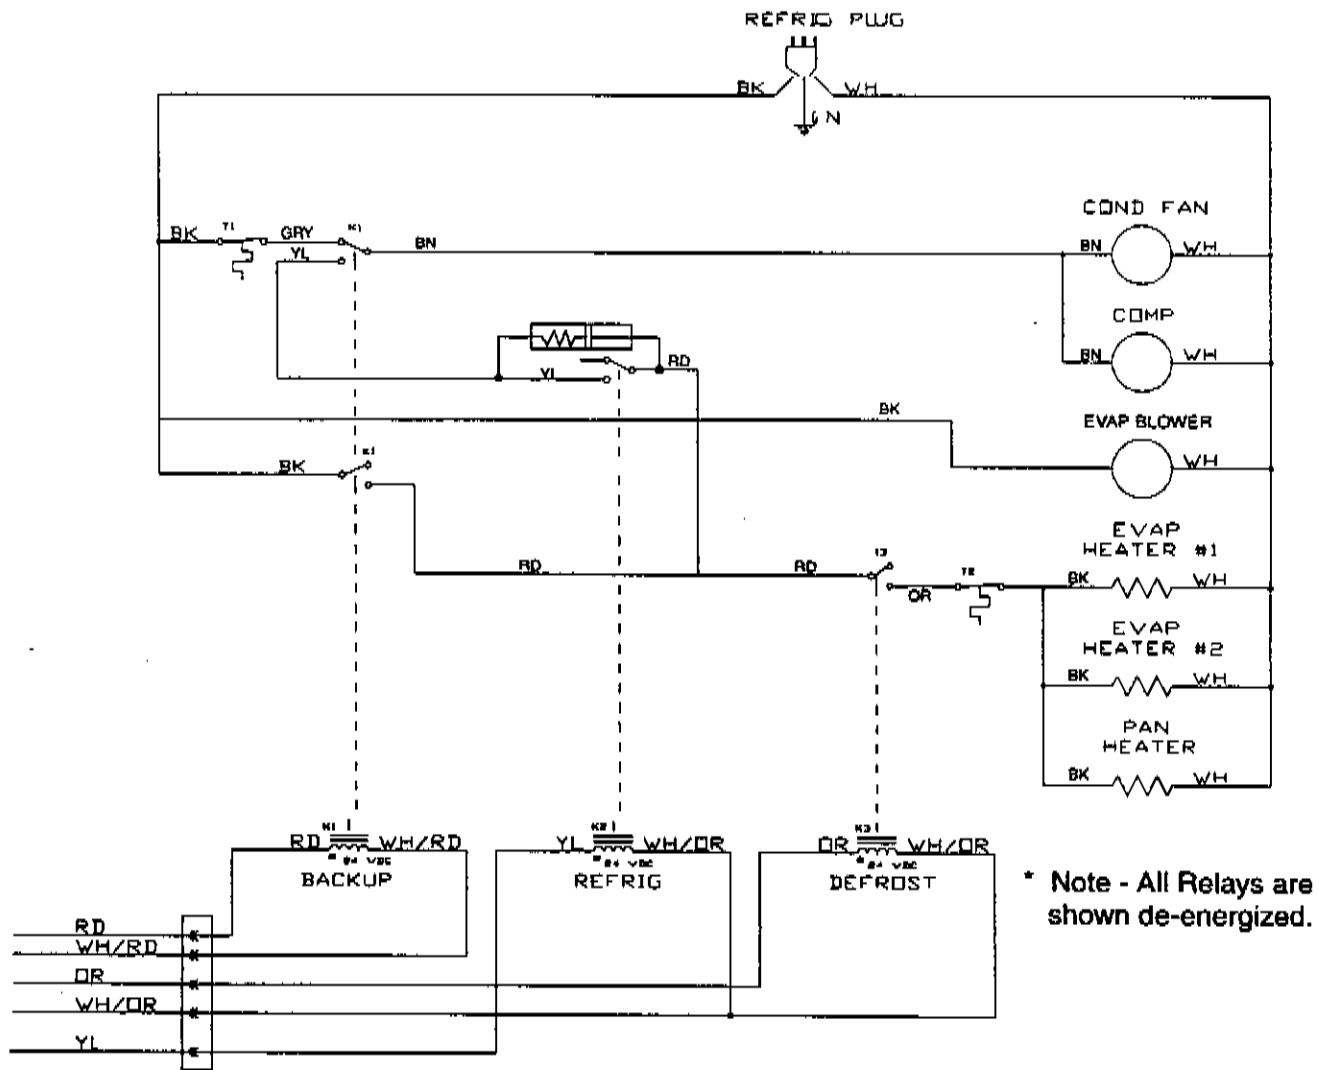 REFRIG PLUG
BK
WH
GN
COND FAN
BK
T1
GRY
K1
YL
BN
BN
WH
COMP
RD
BN
WH
YL
BK
EVAP BLOWER
BK
K1
WH
EVAP
HEATER #1
RD
RD
BK
WH
OR
T2
EVAP
HEATER #2
BK
WH
PAN
HEATER
BK
WH
RD
K1
WH/RD
YL
K2
WH/OR
OR
K3
WH/OR
* 24 VDC
* 24 VDC
* 24 VDC
BACKUP
REFRIG
DEFROST
* Note - All Relays are
shown de-energized.
RD
WH/RD
OR
WH/OR
YL